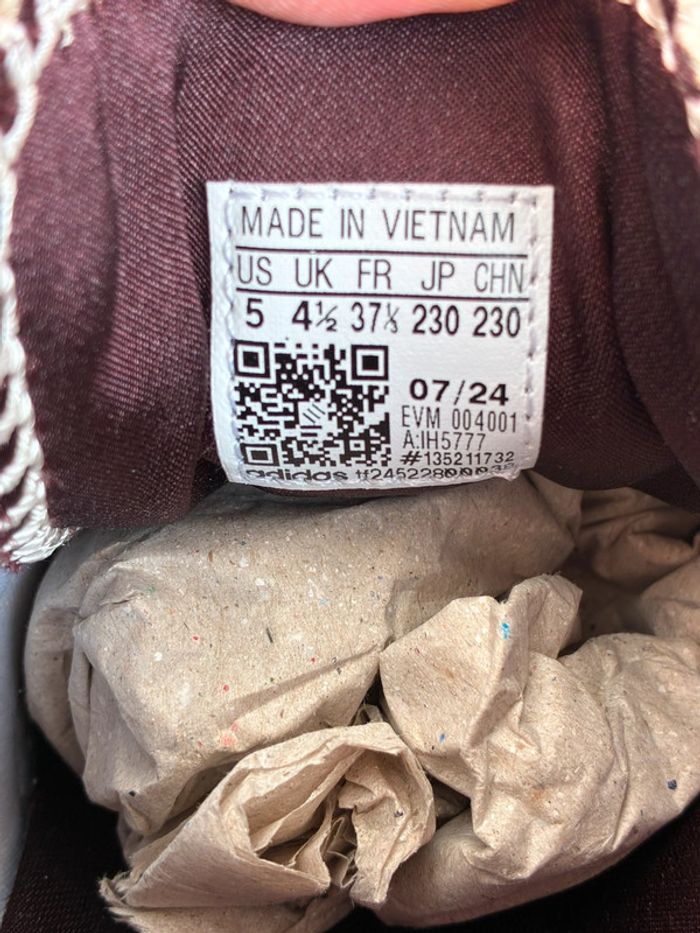 MADE IN VIETNAM
US UK FR JP CHN
5 4½ 37⅓ 230 230
07/24
EVM 004001
A:IH5777
#135211732
adidas